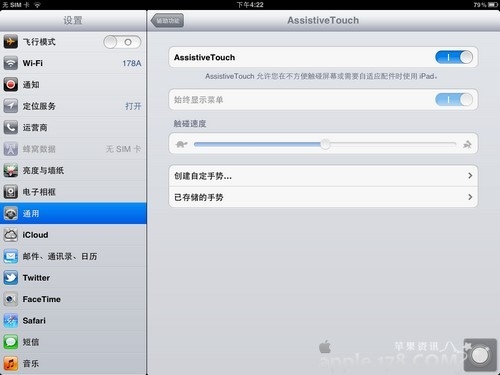 无 SIM 卡
下午4:22
79%
设置
飞行模式
Wi-Fi 178A
通知
定位服务 打开
运营商
蜂窝数据 无 SIM 卡
亮度与墙纸
电子相框
通用
iCloud
邮件、通讯录、日历
Twitter
FaceTime
Safari
短信
音乐
辅助功能
AssistiveTouch
AssistiveTouch
AssistiveTouch 允许您在不方便触碰屏幕或需要自适应配件时使用 iPad。
始终显示菜单
触碰速度
创建自定手势...
已存储的手势
apple.178.COM